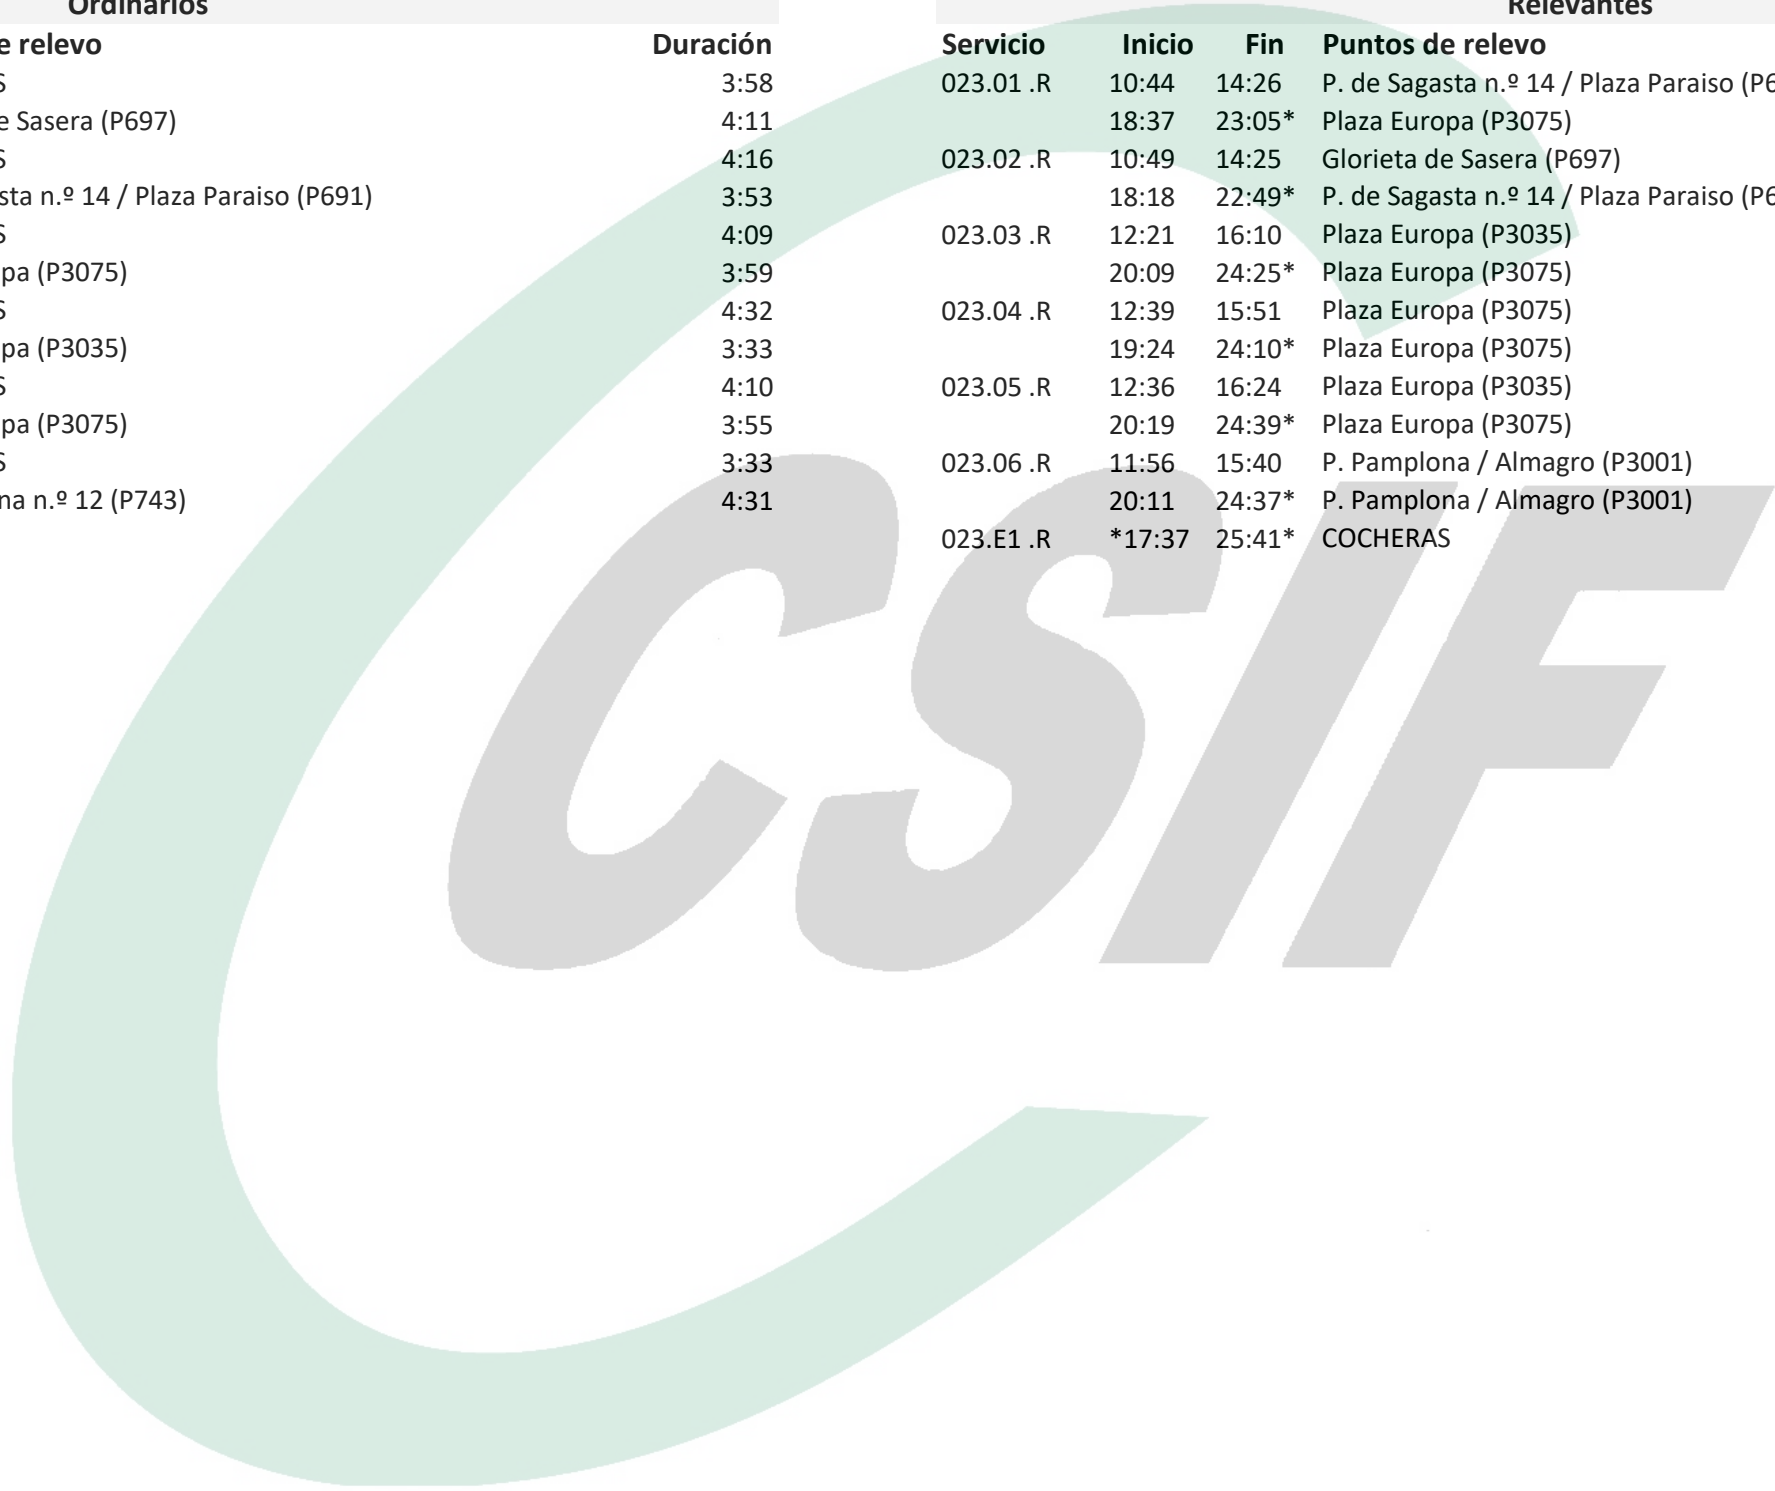 Ordinarios
e relevo Duración
S 3:58
e Sasera (P697) 4:11
S 4:16
sta n.º 14 / Plaza Paraiso (P691) 3:53
S 4:09
pa (P3075) 3:59
S 4:32
pa (P3035) 3:33
S 4:10
pa (P3075) 3:55
S 3:33
na n.º 12 (P743) 4:31
Relevantes
Servicio Inicio Fin Puntos de relevo
023.01 .R 10:44 14:26 P. de Sagasta n.º 14 / Plaza Paraiso (P6
18:37 23:05* Plaza Europa (P3075)
023.02 .R 10:49 14:25 Glorieta de Sasera (P697)
18:18 22:49* P. de Sagasta n.º 14 / Plaza Paraiso (P6
023.03 .R 12:21 16:10 Plaza Europa (P3035)
20:09 24:25* Plaza Europa (P3075)
023.04 .R 12:39 15:51 Plaza Europa (P3075)
19:24 24:10* Plaza Europa (P3075)
023.05 .R 12:36 16:24 Plaza Europa (P3035)
20:19 24:39* Plaza Europa (P3075)
023.06 .R 11:56 15:40 P. Pamplona / Almagro (P3001)
20:11 24:37* P. Pamplona / Almagro (P3001)
023.E1 .R *17:37 25:41* COCHERAS
CSIF